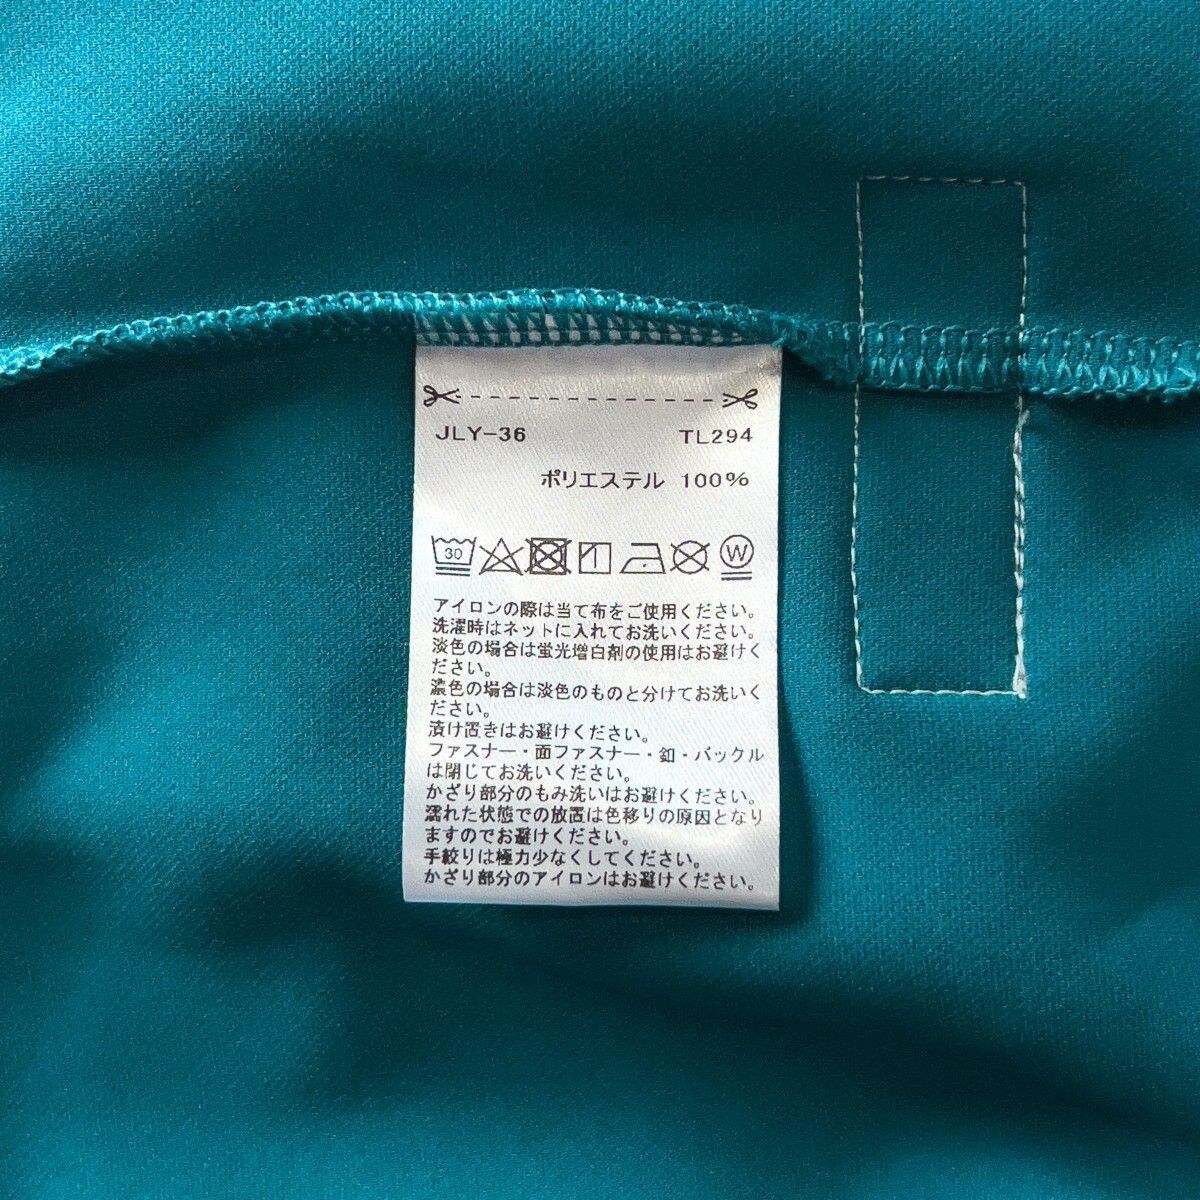 JLY-36 TL294
ポリエステル 100%
30 W
アイロンの際は当て布をご使用ください。
洗濯時はネットに入れてお洗いください。
淡色の場合は蛍光増白剤の使用はお避けく
ださい。
濃色の場合は淡色のものと分けてお洗いく
ださい。
漬け置きはお避けください。
ファスナー・面ファスナー・釦・バックル
は閉じてお洗いください。
かざり部分のもみ洗いはお避けください。
濡れた状態での放置は色移りの原因となり
ますのでお避けください。
手絞りは極力少なくしてください。
かざり部分のアイロンはお避けください。